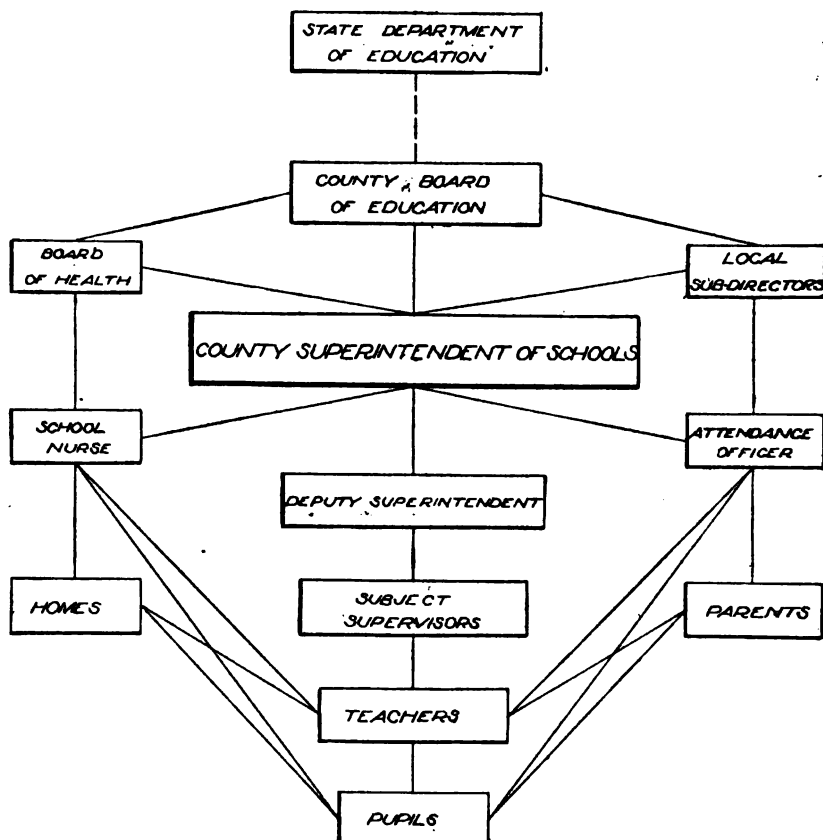 STATE DEPARTMENT
OF EDUCATION
COUNTY BOARD
OF EDUCATION
BOARD
OF HEALTH
LOCAL
SUB-DIRECTORS
COUNTY SUPERINTENDENT OF SCHOOLS
SCHOOL
NURSE
ATTENDANCE
OFFICER
DEPUTY SUPERINTENDENT
HOMES
SUBJECT
SUPERVISORS
PARENTS
TEACHERS
PUPILS